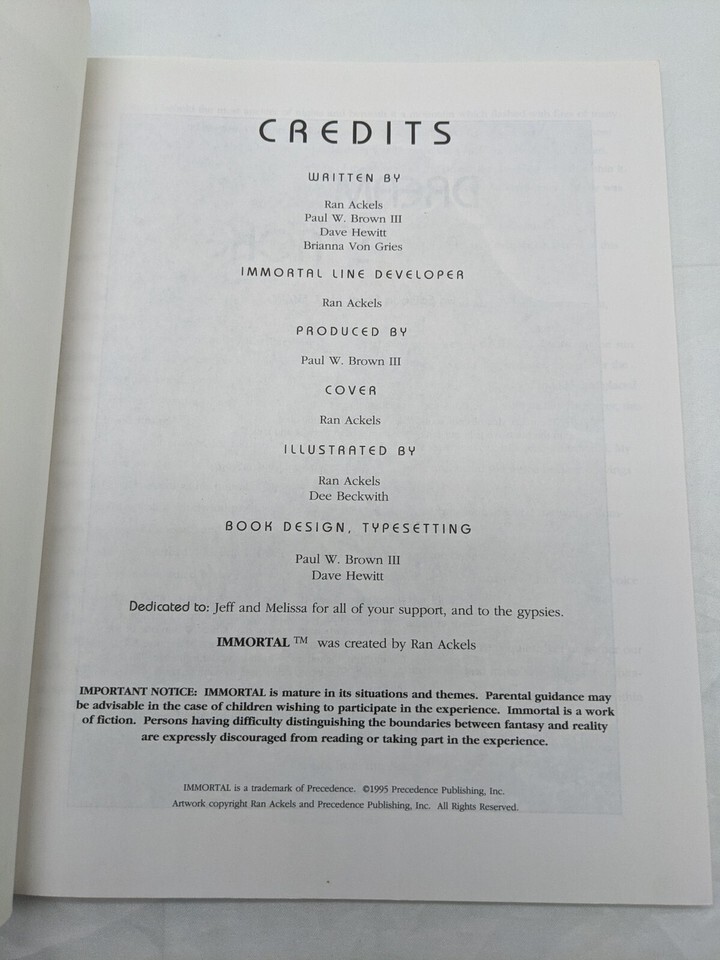 CREDITS
WRITTEN BY
Ran Ackels
Paul W. Brown III
Dave Hewitt
Brianna Von Gries
IMMORTAL LINE DEVELOPER
Ran Ackels
PRODUCED BY
Paul W. Brown III
COVER
Ran Ackels
ILLUSTRATED BY
Ran Ackels
Dee Beckwith
BOOK DESIGN, TYPESETTING
Paul W. Brown III
Dave Hewitt
Dedicated to: Jeff and Melissa for all of your support, and to the gypsies.
IMMORTAL ™ was created by Ran Ackels
IMPORTANT NOTICE: IMMORTAL is mature in its situations and themes. Parental guidance may
be advisable in the case of children wishing to participate in the experience. Immortal is a work
of fiction. Persons having difficulty distinguishing the boundaries between fantasy and reality
are expressly discouraged from reading or taking part in the experience.
IMMORTAL is a trademark of Precedence. ©1995 Precedence Publishing, Inc.
Artwork copyright Ran Ackels and Precedence Publishing, Inc. All Rights Reserved.